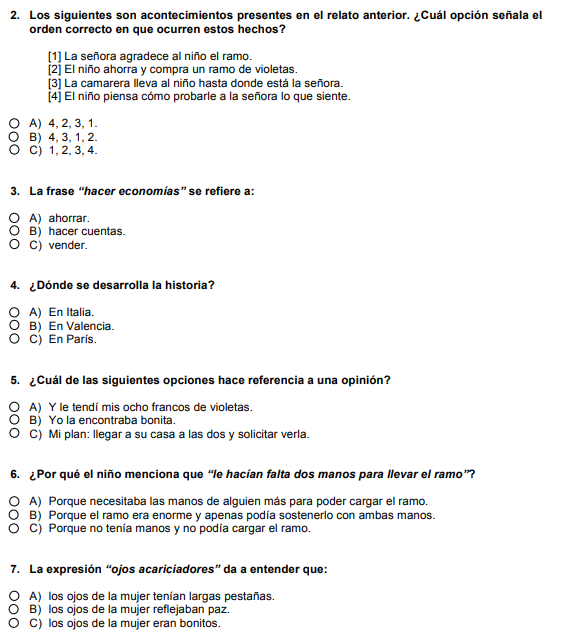 2. Los siguientes son acontecimientos presentes en el relato anterior. ¿Cuál opción señala el
orden correcto en que ocurren estos hechos?
[1] La señora agradece al niño el ramo.
[2] El niño ahorra y compra un ramo de violetas.
[3] La camarera lleva al niño hasta donde está la señora.
[4] El niño piensa cómo probarle a la señora lo que siente.
A) 4, 2, 3, 1.
B) 4, 3, 1, 2.
C) 1, 2, 3, 4.
3. La frase “hacer economías” se refiere a:
A) ahorrar.
B) hacer cuentas.
C) vender.
4. ¿Dónde se desarrolla la historia?
A) En Italia.
B) En Valencia.
C) En París.
5. ¿Cuál de las siguientes opciones hace referencia a una opinión?
A) Y le tendí mis ocho francos de violetas.
B) Yo la encontraba bonita.
C) Mi plan: llegar a su casa a las dos y solicitar verla.
6. ¿Por qué el niño menciona que “le hacían falta dos manos para llevar el ramo”?
A) Porque necesitaba las manos de alguien más para poder cargar el ramo.
B) Porque el ramo era enorme y apenas podía sostenerlo con ambas manos.
C) Porque no tenía manos y no podía cargar el ramo.
7. La expresión “ojos acariciadores” da a entender que:
A) los ojos de la mujer tenían largas pestañas.
B) los ojos de la mujer reflejaban paz.
C) los ojos de la mujer eran bonitos.